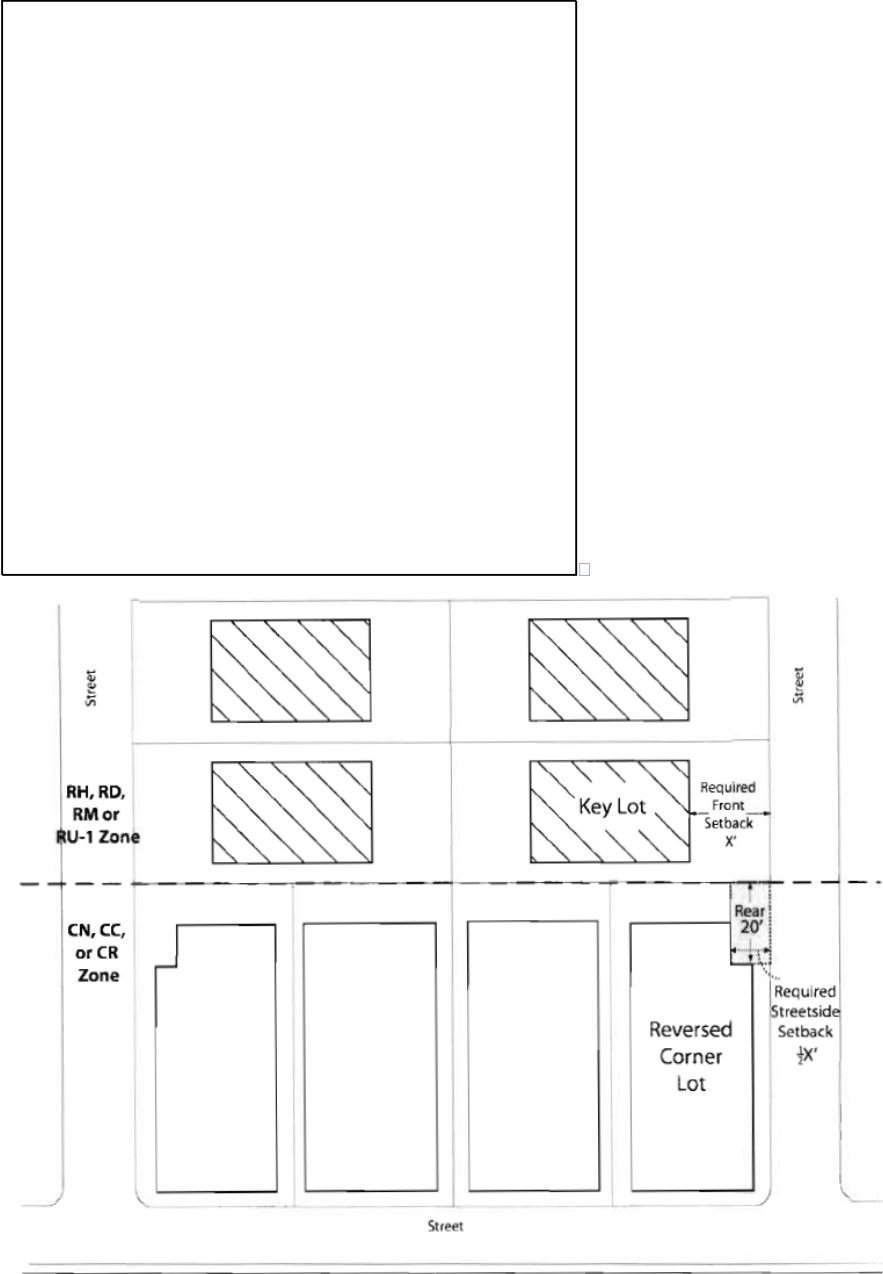 Street
Street
RH, RD,
RM or
RU-1 Zone
Key Lot
Required
Front
Setback
X'
CN, CC,
or CR
Zone
Rear
20'
Required
Streetside
Setback
½X'
Reversed
Corner
Lot
Street